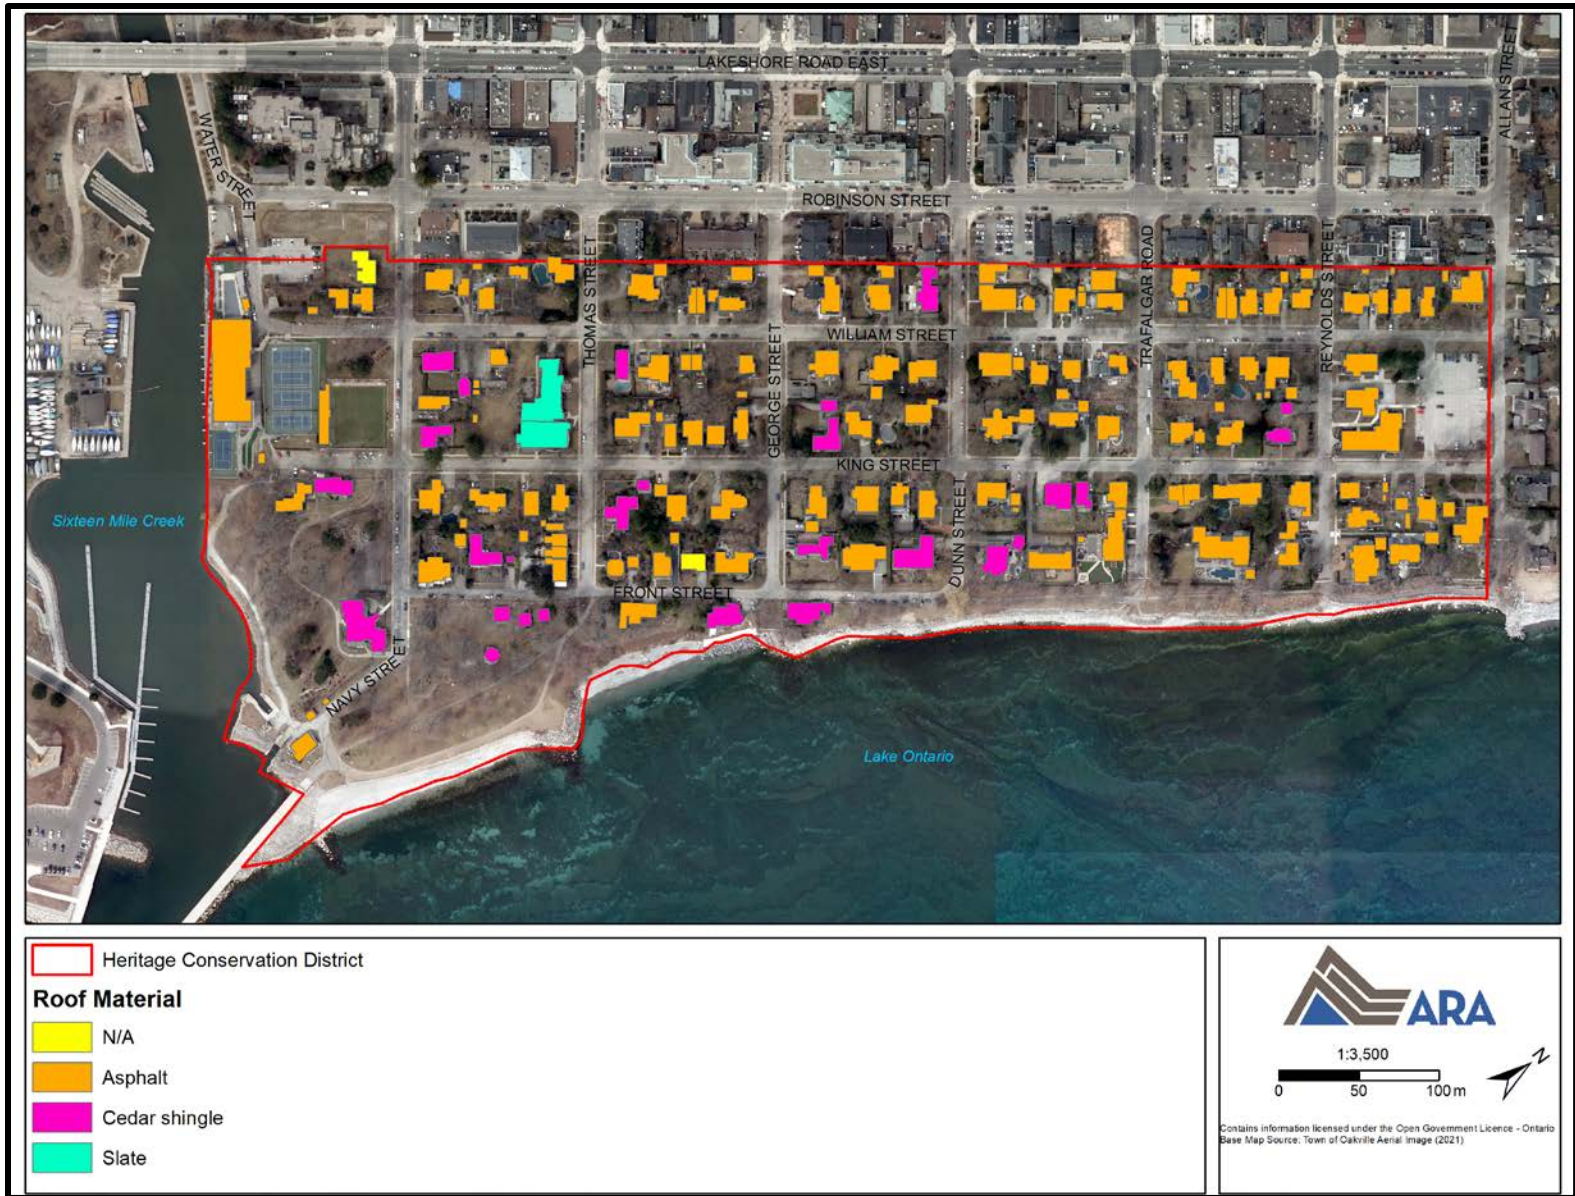 LAKESHORE ROAD EAST
ALLAN STREET
WATER STREET
ROBINSON STREET
THOMAS STREET
TRAFALGAR ROAD
REYNOLDS STREET
WILLIAM STREET
GEORGE STREET
KING STREET
DUNN STREET
Sixteen Mile Creek
FRONT STREET
NAVY STREET
Lake Ontario
Heritage Conservation District
Roof Material
N/A
Asphalt
Cedar shingle
Slate
ARA
1:3,500
N
0 50 100 m
Contains information licensed under the Open Government Licence - Ontario
Base Map Source: Town of Oakville Aerial Image (2021)